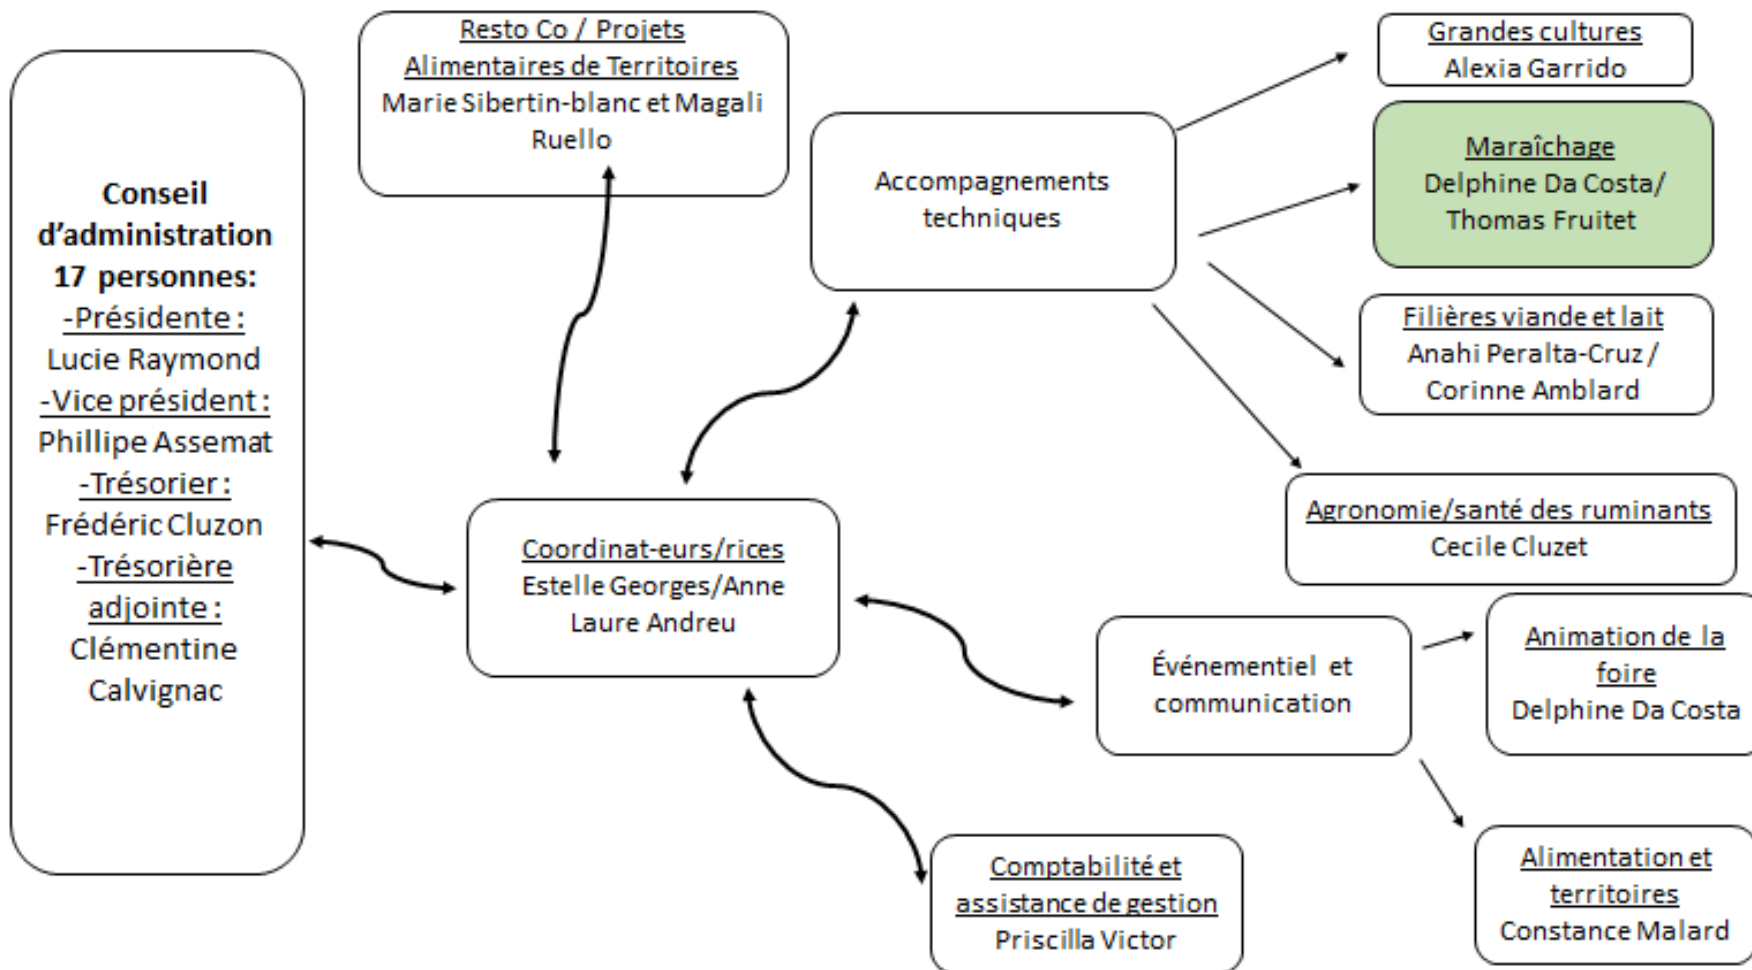 Conseil
d'administration
17 personnes:
-Présidente :
Lucie Raymond
-Vice président :
Phillipe Assemat
-Trésorier :
Frédéric Cluzon
-Trésorière
adjointe :
Clémentine
Calvignac
Resto Co / Projets
Alimentaires de Territoires
Marie Sibertin-blanc et Magali
Ruello
Coordinat-eurs/rices
Estelle Georges/Anne
Laure Andreu
Accompagnements
techniques
Grandes cultures
Alexia Garrido
Maraîchage
Delphine Da Costa/
Thomas Fruitet
Filières viande et lait
Anahi Peralta-Cruz /
Corinne Amblard
Agronomie/santé des ruminants
Cecile Cluzet
Événementiel et
communication
Animation de la
foire
Delphine Da Costa
Alimentation et
territoires
Constance Malard
Comptabilité et
assistance de gestion
Priscilla Victor